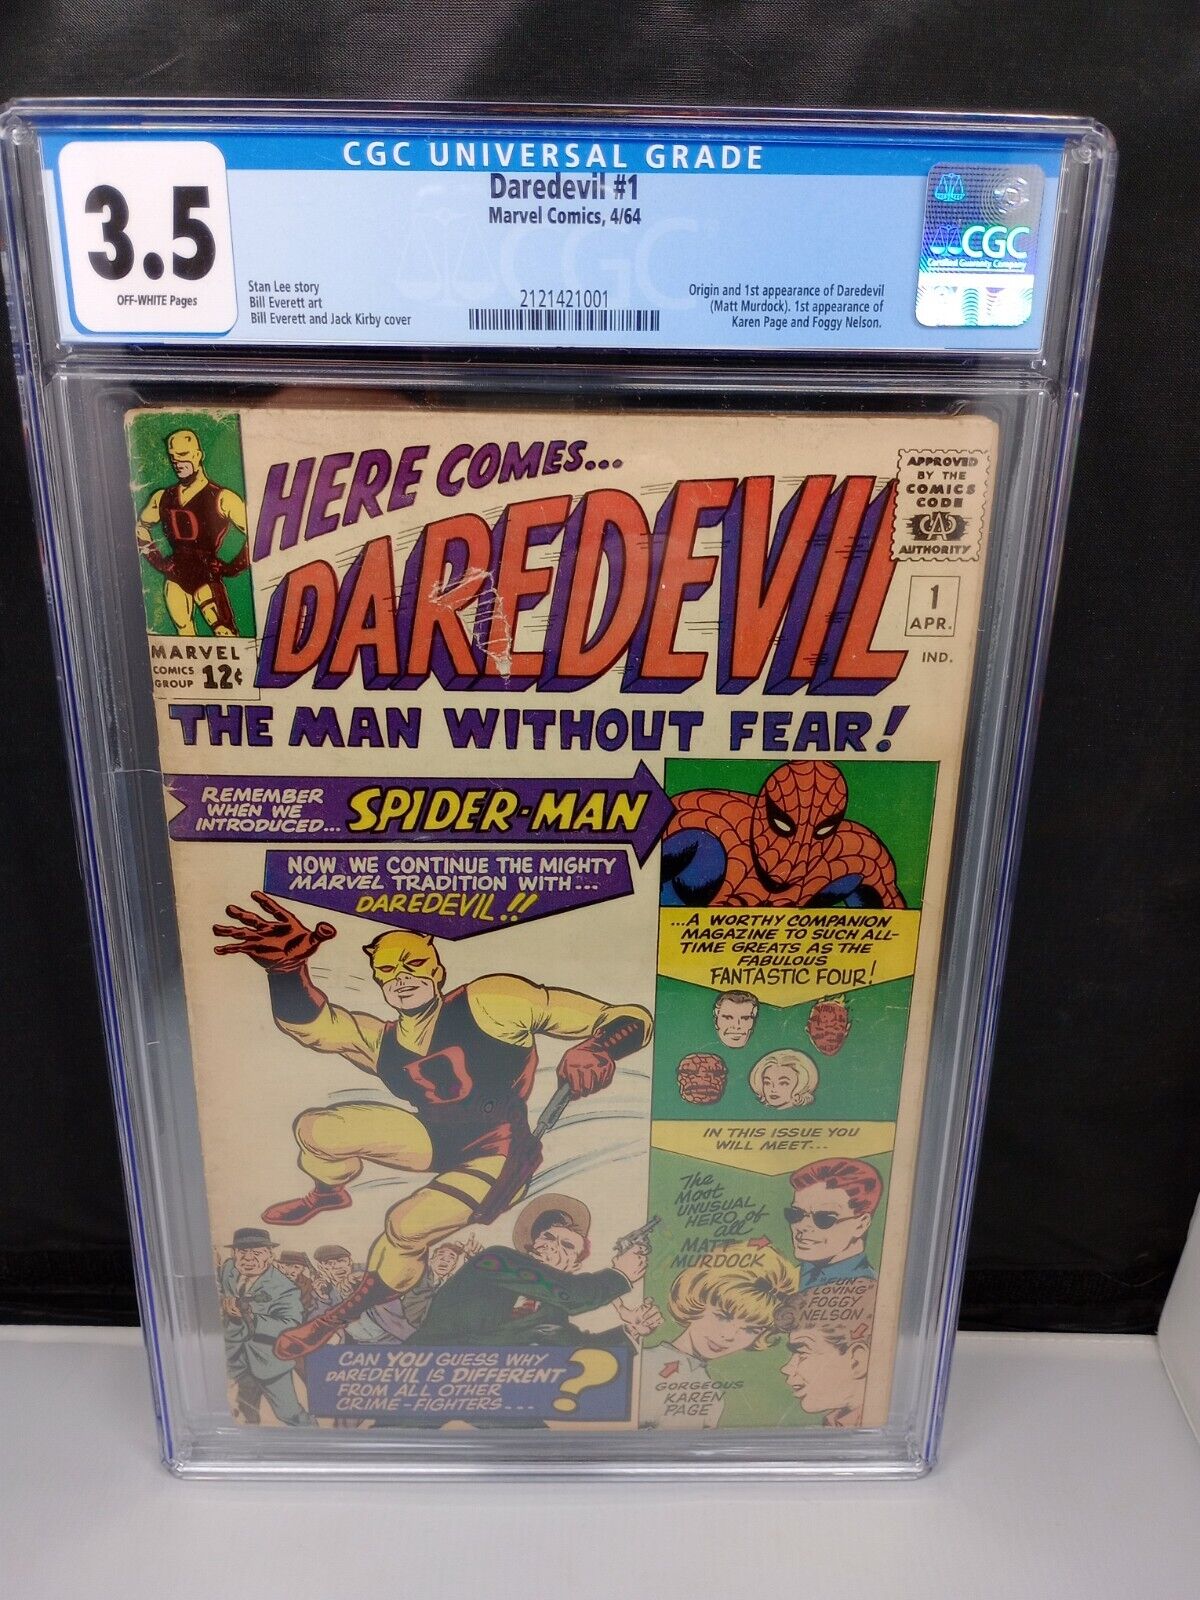 CGC UNIVERSAL GRADE
3.5
OFF-WHITE Pages
Daredevil #1
Marvel Comics, 4/64
Stan Lee story
Bill Everett art
Bill Everett and Jack Kirby cover
2121421001
Origin and 1st appearance of Daredevil
(Matt Murdock). 1st appearance of
Karen Page and Foggy Nelson.
CGC
Certified Guaranty Company
HERE COMES...
DAREDEVIL
D
MARVEL
COMICS
GROUP 12¢
APPROVED
BY THE
COMICS
CODE
CA
AUTHORITY
1
APR.
IND.
THE MAN WITHOUT FEAR!
REMEMBER
WHEN WE
INTRODUCED... SPIDER-MAN
NOW WE CONTINUE THE MIGHTY
MARVEL TRADITION WITH...
DAREDEVIL!!
...A WORTHY COMPANION
MAGAZINE TO SUCH ALL-
TIME GREATS AS THE
FABULOUS
FANTASTIC FOUR!
D
IN THIS ISSUE YOU
WILL MEET...
The
Most
UNUSUAL
HERO of
all
MATT
MURDOCK
"FUN-
LOVING"
FOGGY
NELSON
GORGEOUS
KAREN
PAGE
CAN YOU GUESS WHY
DAREDEVIL IS DIFFERENT
FROM ALL OTHER
CRIME-FIGHTERS...?